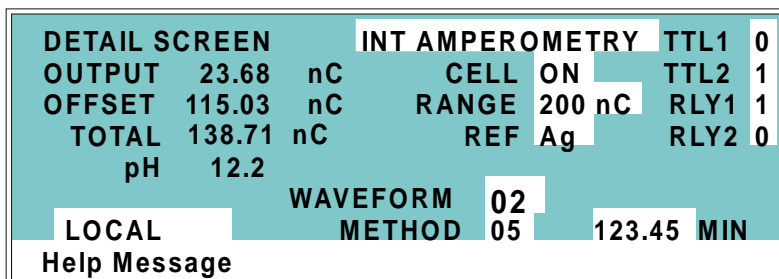 DETAIL SCREEN INT AMPEROMETRY TTL1 0
OUTPUT 23.68 nC CELL ON TTL2 1
OFFSET 115.03 nC RANGE 200 nC RLY1 1
TOTAL 138.71 nC REF Ag RLY2 0
pH 12.2
WAVEFORM 02
LOCAL METHOD 05 123.45 MIN
Help Message